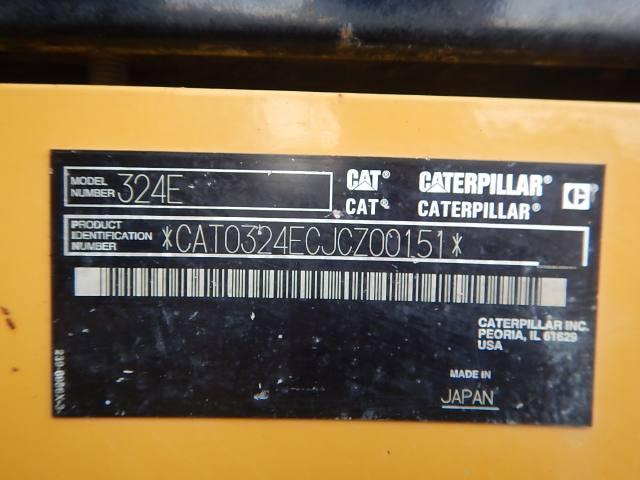 MODEL NUMBER 324E
CAT® CATERPILLAR®
CAT® CATERPILLAR®
PRODUCT IDENTIFICATION NUMBER *CAT0324ECJCZ00151*
CATERPILLAR INC.
PEORIA, IL 61629
USA
MADE IN
JAPAN